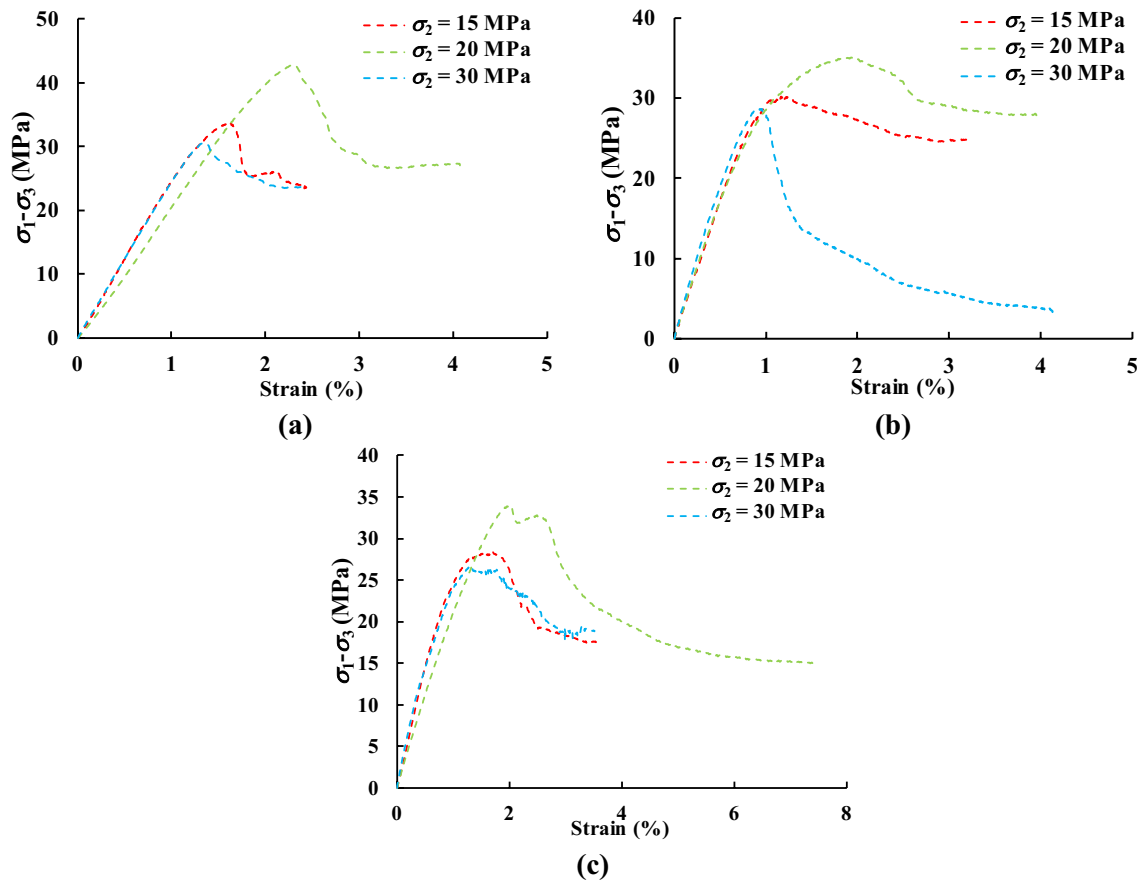 50
40
30
20
10
0
σ₁-σ₃ (MPa)
σ₂ = 15 MPa
σ₂ = 20 MPa
σ₂ = 30 MPa
0 1 2 3 4 5
Strain (%)
(a)
40
30
20
10
0
σ₁-σ₃ (MPa)
σ₂ = 15 MPa
σ₂ = 20 MPa
σ₂ = 30 MPa
0 1 2 3 4 5
Strain (%)
(b)
40
35
30
25
20
15
10
5
0
σ₁-σ₃ (MPa)
σ₂ = 15 MPa
σ₂ = 20 MPa
σ₂ = 30 MPa
0 2 4 6 8
Strain (%)
(c)